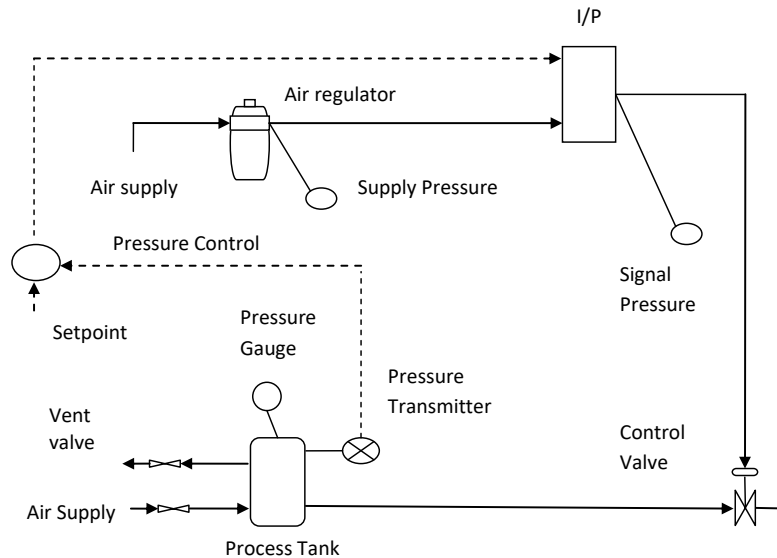 I/P
Air regulator
Air supply
Supply Pressure
Pressure Control
Signal
Pressure
Setpoint
Pressure
Gauge
Pressure
Transmitter
Vent
valve
Control
Valve
Air Supply
Process Tank